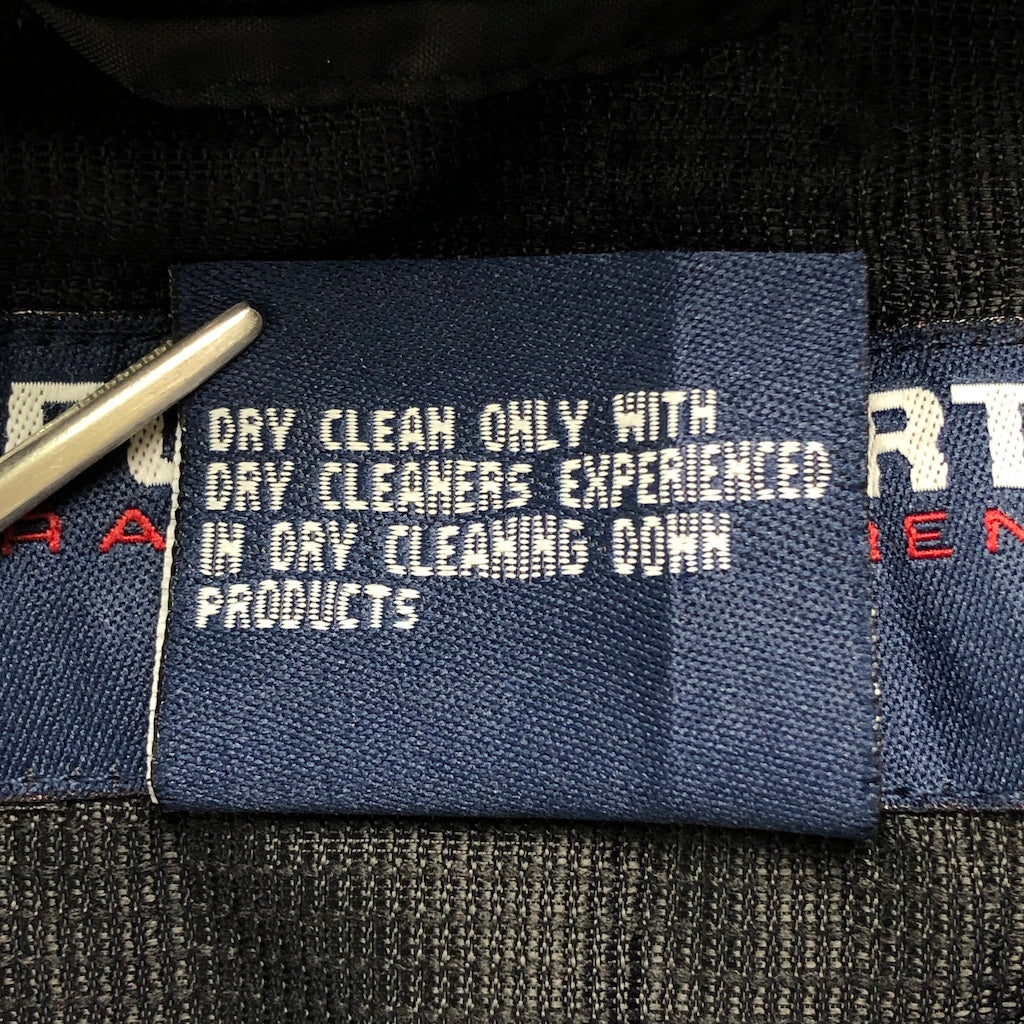 DRY CLEAN ONLY WITH
DRY CLEANERS EXPERIENCED
IN DRY CLEANING DOWN
PRODUCTS